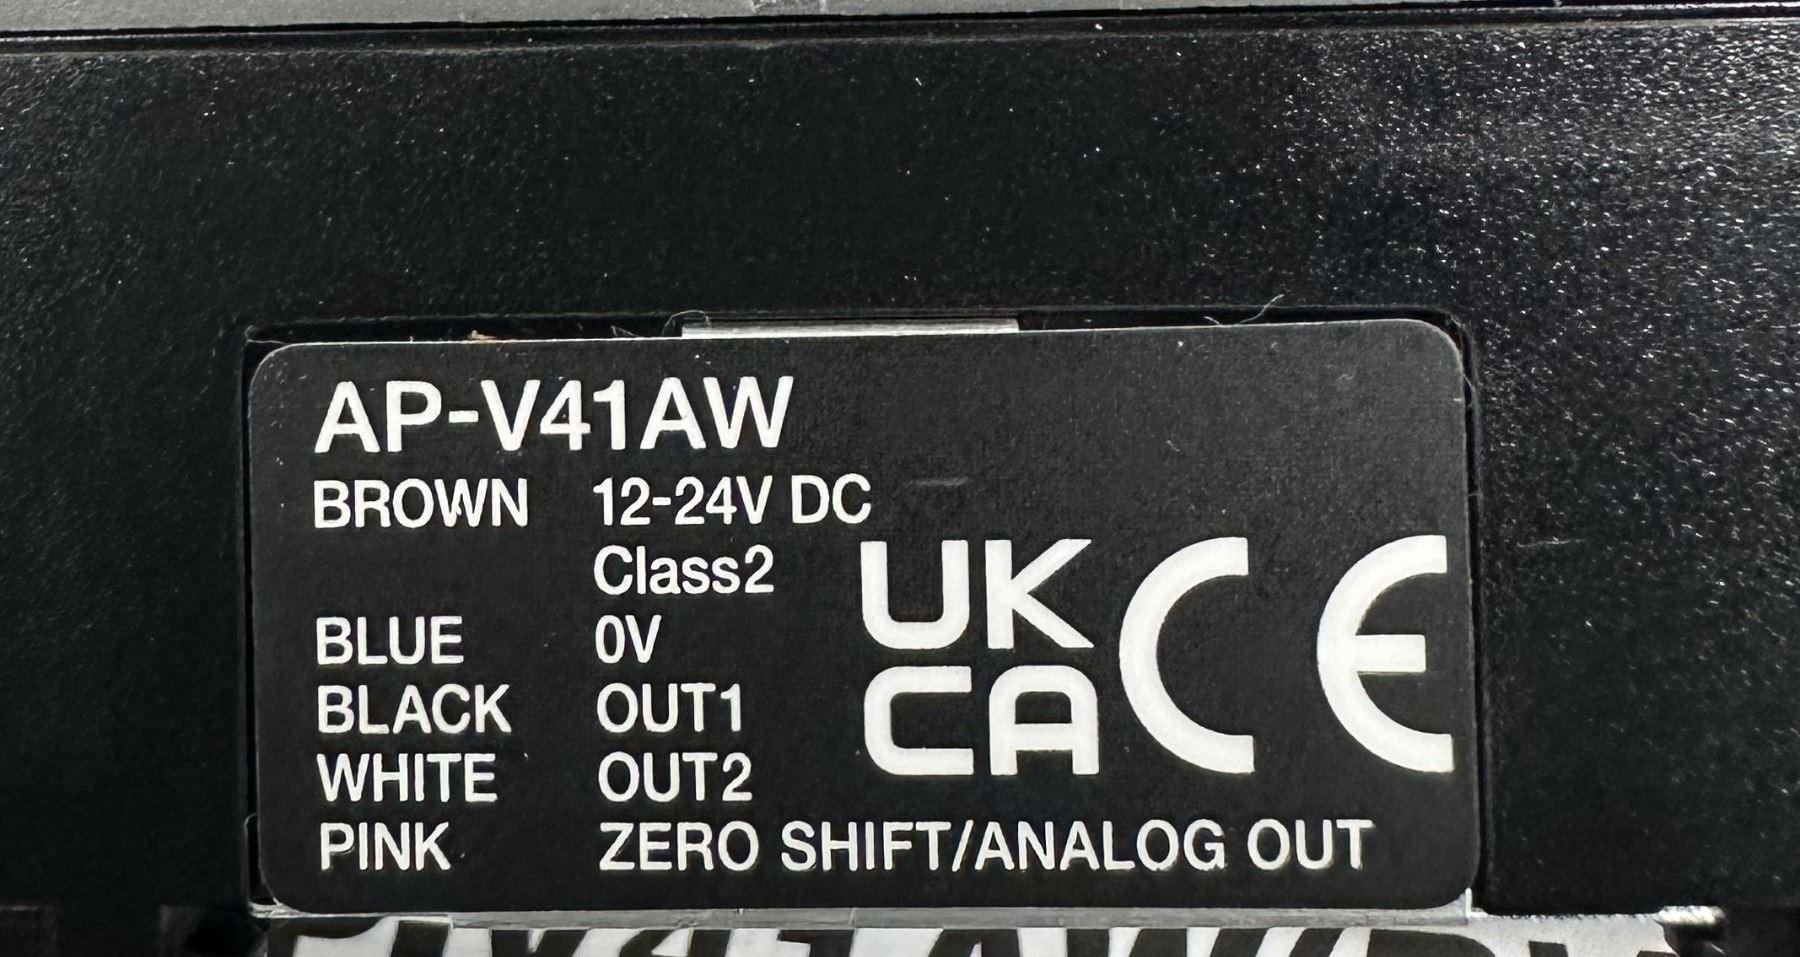 AP-V41AW
BROWN 12-24V DC
Class2
BLUE 0V
BLACK OUT1
WHITE OUT2
PINK ZERO SHIFT/ANALOG OUT
UK
CA
CE